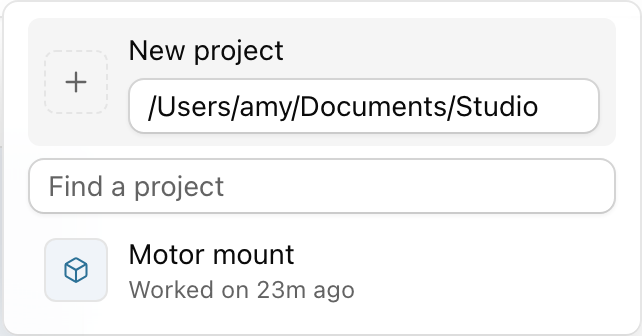 New project
/Users/amy/Documents/Studio
Find a project
Motor mount
Worked on 23m ago